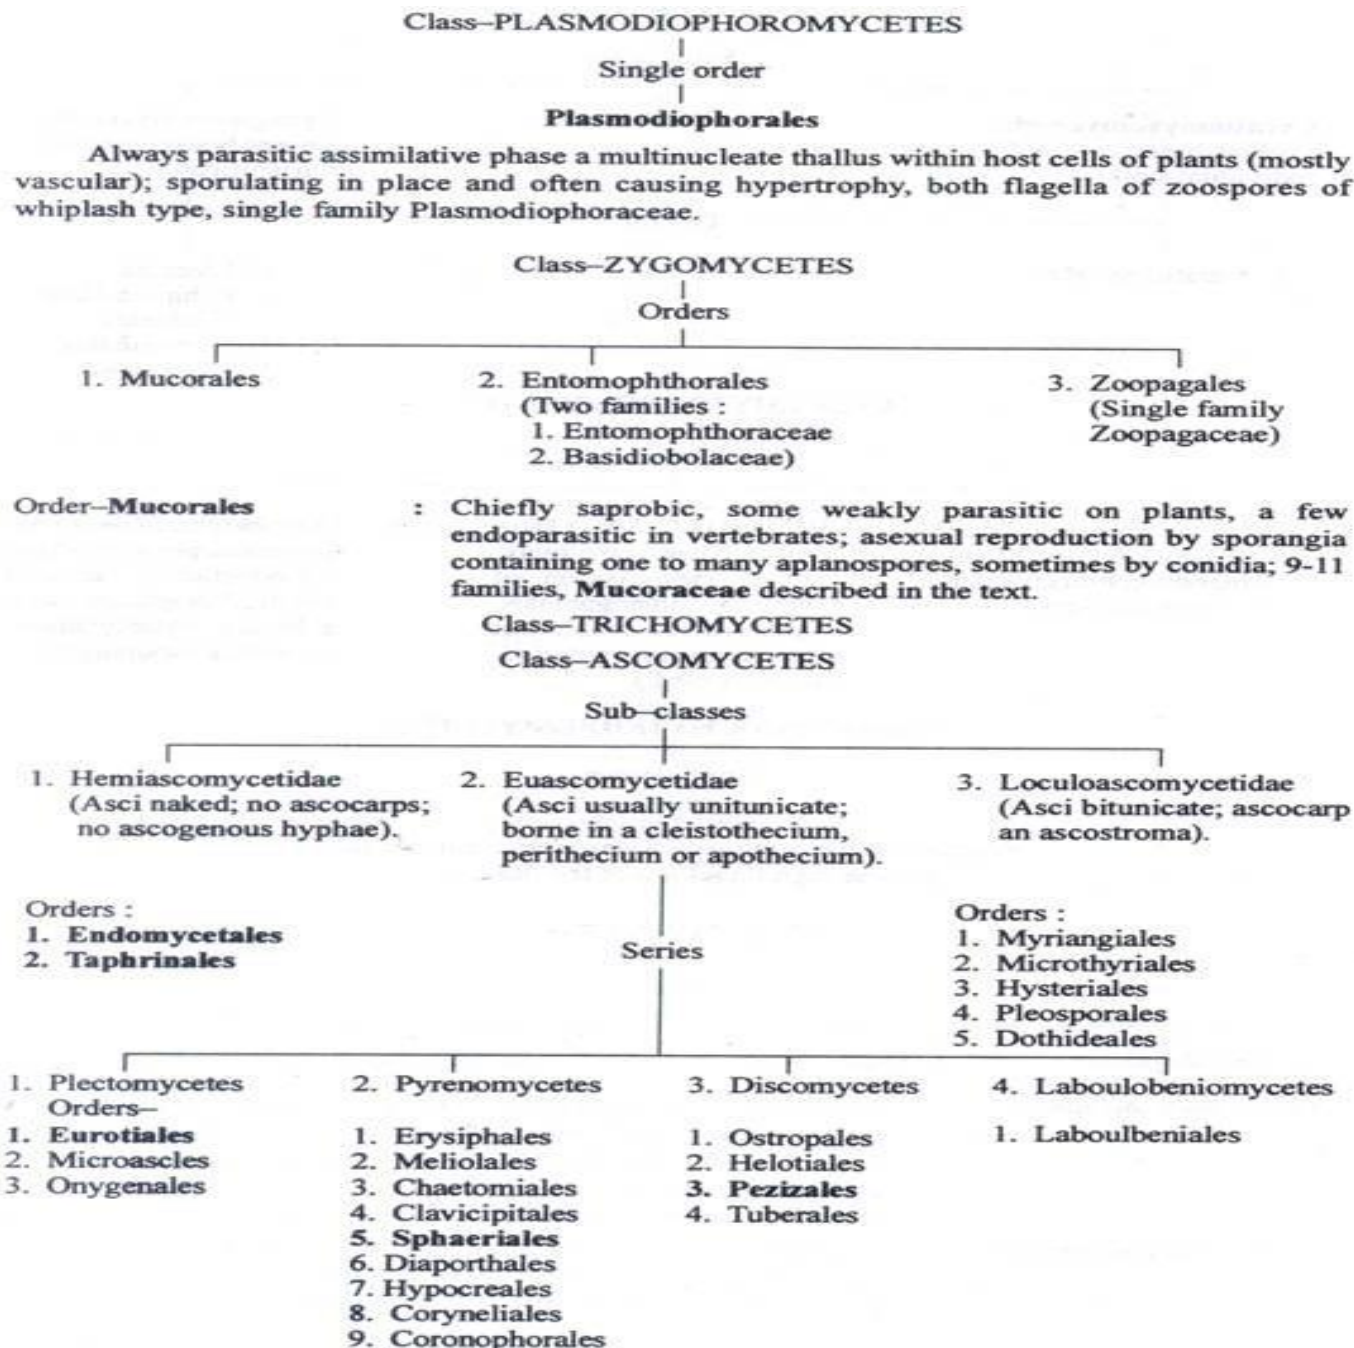 Class–PLASMODIOPHOROMYCETES
Single order
Plasmodiophorales
Always parasitic assimilative phase a multinucleate thallus within host cells of plants (mostly
vascular); sporulating in place and often causing hypertrophy, both flagella of zoospores of
whiplash type, single family Plasmodiophoraceae.
Class–ZYGOMYCETES
Orders
1. Mucorales
2. Entomophthorales
(Two families :
1. Entomophthoraceae
2. Basidiobolaceae)
3. Zoopagales
(Single family
Zoopagaceae)
Order–Mucorales : Chiefly saprobic, some weakly parasitic on plants, a few
endoparasitic in vertebrates; asexual reproduction by sporangia
containing one to many aplanospores, sometimes by conidia; 9-11
families, Mucoraceae described in the text.
Class–TRICHOMYCETES
Class–ASCOMYCETES
Sub–classes
1. Hemiascomycetidae
(Asci naked; no ascocarps;
no ascogenous hyphae).
2. Euascomycetidae
(Asci usually unitunicate;
borne in a cleistothecium,
perithecium or apothecium).
3. Loculoascomycetidae
(Asci bitunicate; ascocarp
an ascostroma).
Orders :
1. Endomycetales
2. Taphrinales
Series
Orders :
1. Myriangiales
2. Microthyriales
3. Hysteriales
4. Pleosporales
5. Dothideales
1. Plectomycetes
Orders–
1. Eurotiales
2. Microascles
3. Onygenales
2. Pyrenomycetes
1. Erysiphales
2. Meliolales
3. Chaetomiales
4. Clavicipitales
5. Sphaeriales
6. Diaporthales
7. Hypocreales
8. Coryneliales
9. Coronophorales
3. Discomycetes
1. Ostropales
2. Helotiales
3. Pezizales
4. Tuberales
4. Laboulobeniomycetes
1. Laboulbeniales